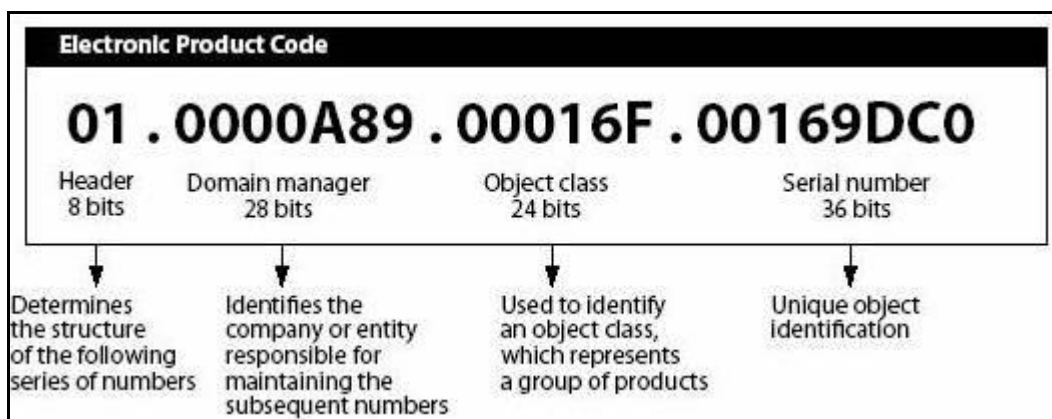 Electronic Product Code
01 . 0000A89 . 00016F . 00169DC0
Header
8 bits
Domain manager
28 bits
Object class
24 bits
Serial number
36 bits
Determines
the structure
of the following
series of numbers
Identifies the
company or entity
responsible for
maintaining the
subsequent numbers
Used to identify
an object class,
which represents
a group of products
Unique object
identification